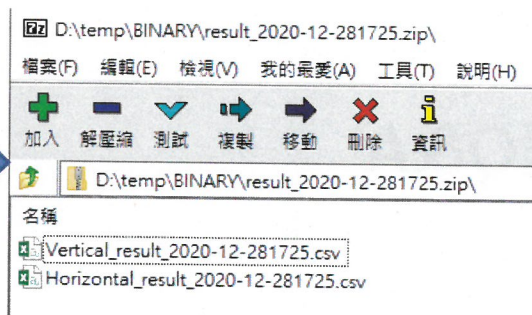 7z D:\temp\BINARY\result_2020-12-281725.zip\
檔案(F) 編輯(E) 檢視(V) 我的最愛(A) 工具(T) 說明(H)
加入 解壓縮 測試 複製 移動 刪除 資訊
D:\temp\BINARY\result_2020-12-281725.zip\
名稱
Vertical_result_2020-12-281725.csv
Horizontal_result_2020-12-281725.csv